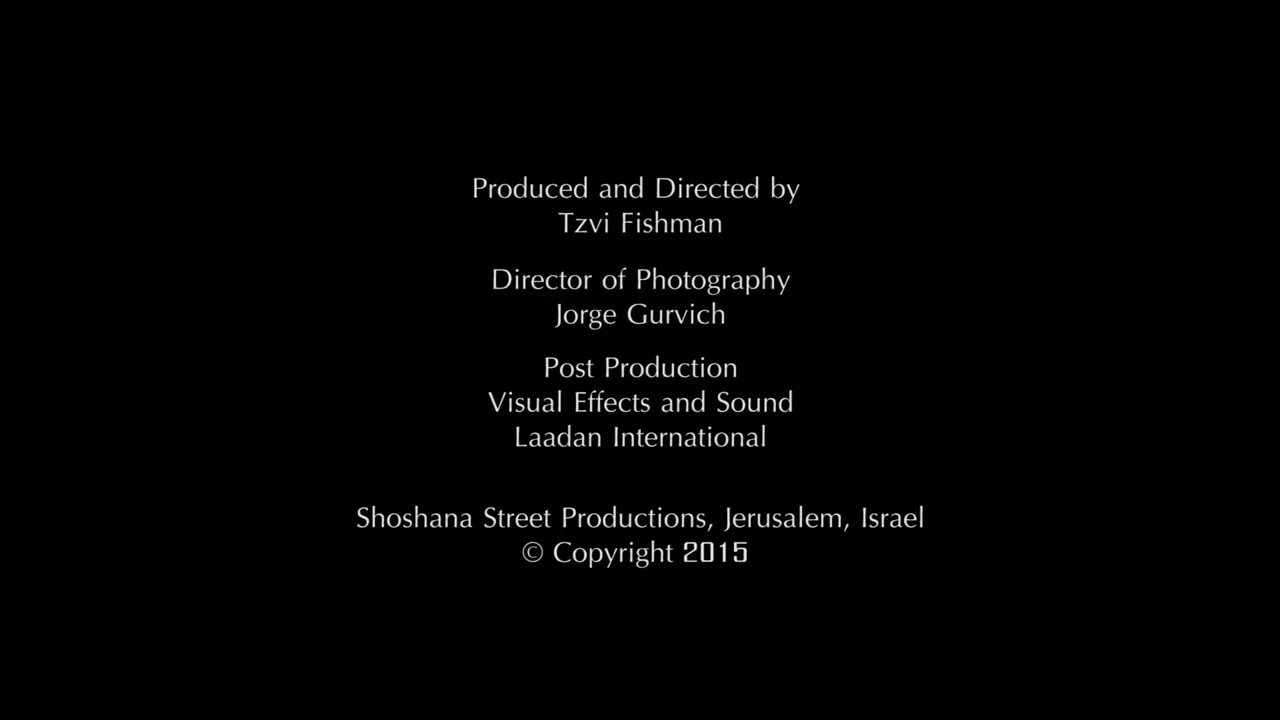 Produced and Directed by
Tzvi Fishman
Director of Photography
Jorge Gurvich
Post Production
Visual Effects and Sound
Laadan International
Shoshana Street Productions, Jerusalem, Israel
© Copyright 2015